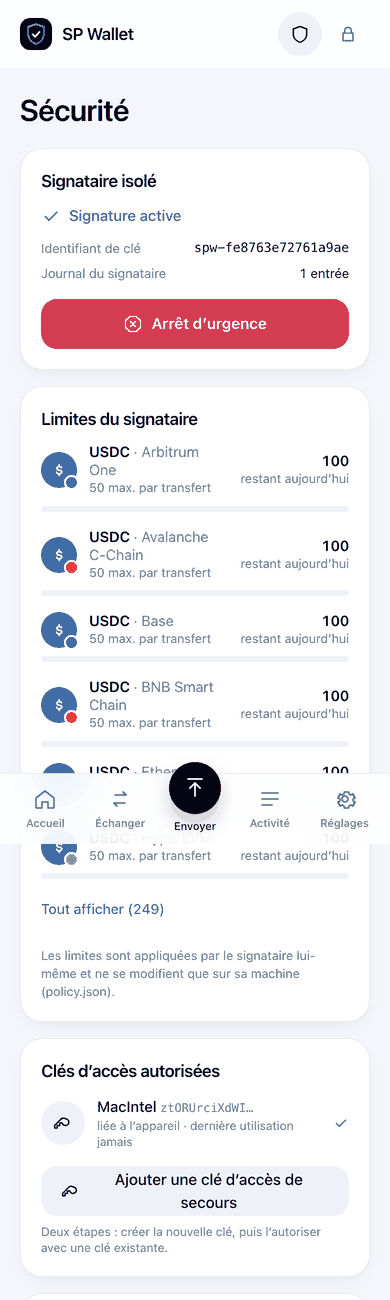 SP Wallet
Sécurité
Signataire isolé
Signature active
Identifiant de clé spw-fe8763e72761a9ae
Journal du signataire 1 entrée
Arrêt d’urgence
Limites du signataire
USDC · Arbitrum One
50 max. par transfert
100
restant aujourd’hui
USDC · Avalanche C-Chain
50 max. par transfert
100
restant aujourd’hui
USDC · Base
50 max. par transfert
100
restant aujourd’hui
USDC · BNB Smart Chain
50 max. par transfert
100
restant aujourd’hui
USDC
100
Accueil
Échanger
Envoyer
Activité
Réglages
USDC · HyperEVM
50 max. par transfert
100
restant aujourd’hui
Tout afficher (249)
Les limites sont appliquées par le signataire lui-
même et ne se modifient que sur sa machine
(policy.json).
Clés d’accès autorisées
MacIntel ztORUrciXdWI…
liée à l’appareil · dernière utilisation
jamais
Ajouter une clé d’accès de
secours
Deux étapes : créer la nouvelle clé, puis l’autoriser
avec une clé existante.